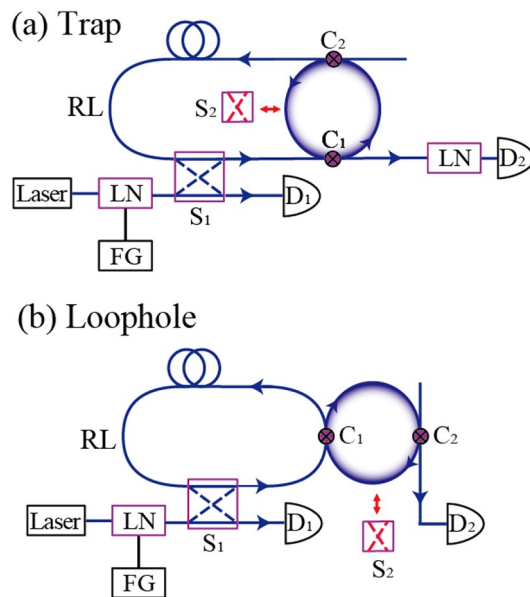 (a) Trap
C2
RL
S2
C1
LN
D2
Laser
LN
D1
S1
FG
(b) Loophole
RL
C1
C2
Laser
LN
D1
D2
S1
FG
S2